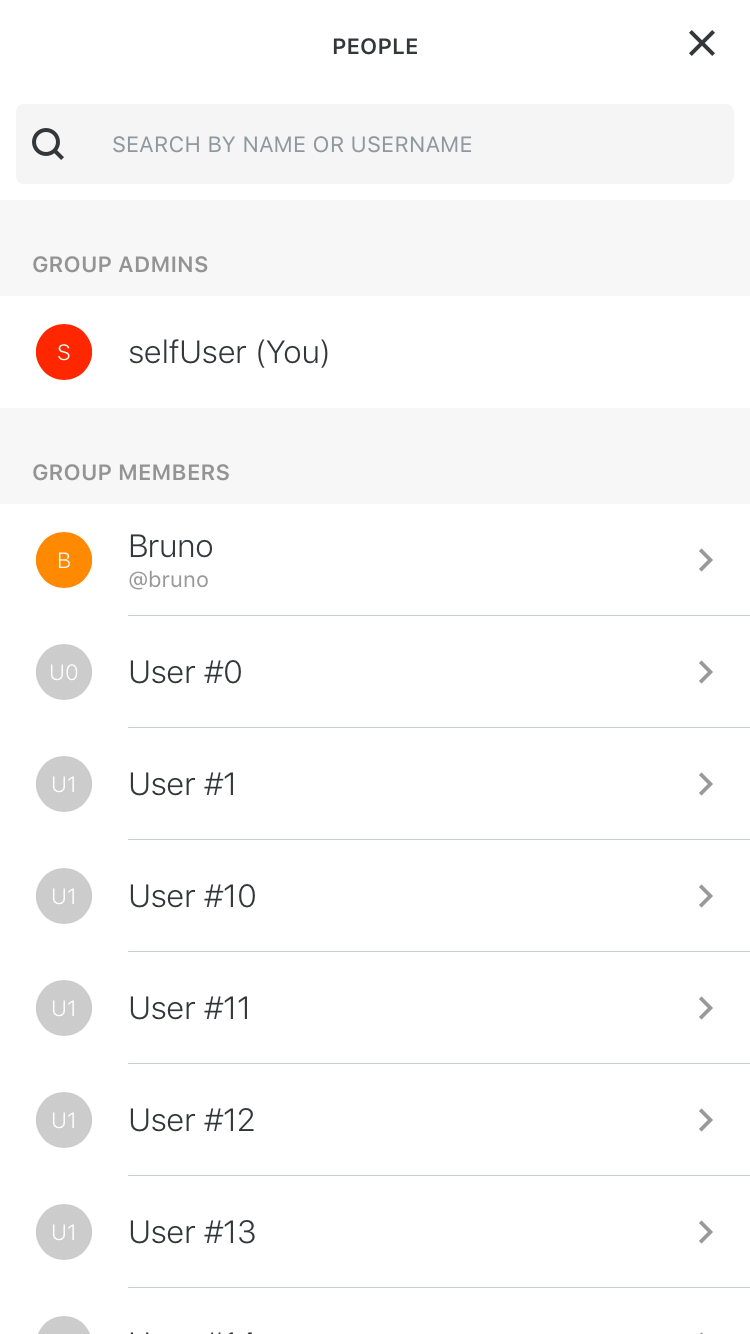 PEOPLE
SEARCH BY NAME OR USERNAME
GROUP ADMINS
S
selfUser (You)
GROUP MEMBERS
B
Bruno
@bruno
U0
User #0
U1
User #1
U1
User #10
U1
User #11
U1
User #12
U1
User #13